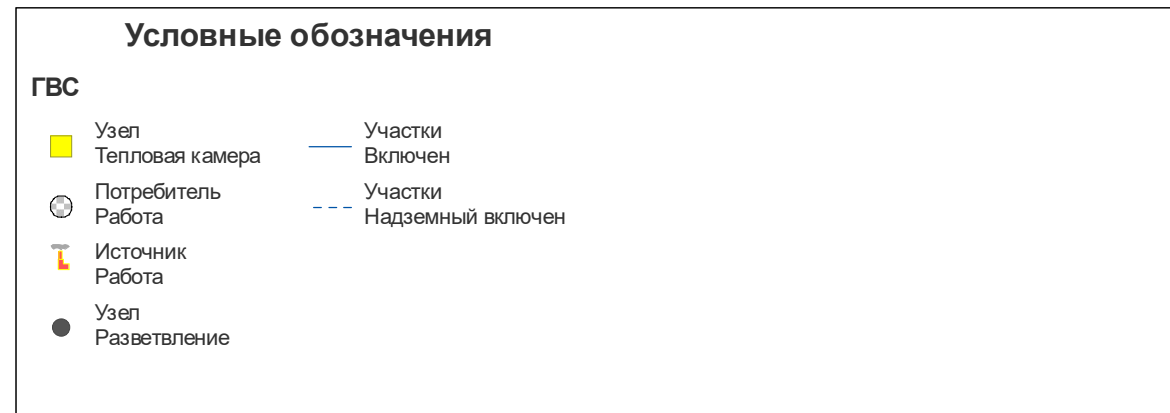 Условные обозначения
ГВС
Узел
Тепловая камера
Участки
Включен
Потребитель
Работа
Участки
Надземный включен
Источник
Работа
Узел
Разветвление